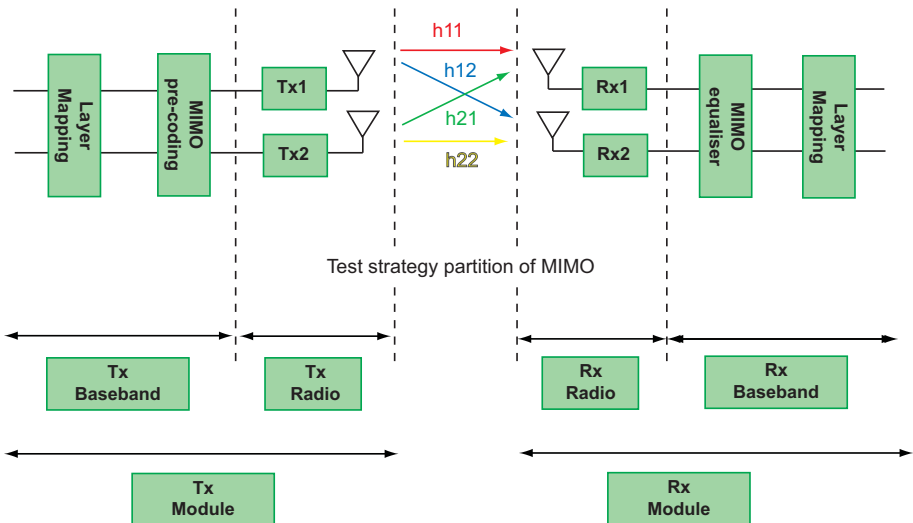 h11
h12
h21
h22
Layer
Mapping
MIMO
pre-coding
Tx1
Tx2
Rx1
Rx2
MIMO
equaliser
Layer
Mapping
Test strategy partition of MIMO
Tx
Baseband
Tx
Radio
Rx
Radio
Rx
Baseband
Tx
Module
Rx
Module